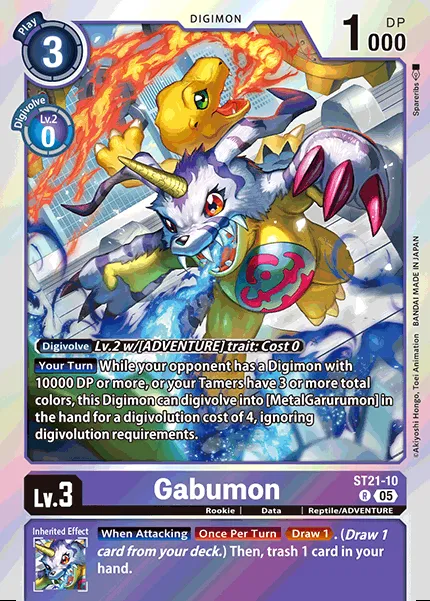 DIGIMON
Play
3
1000
DP
Digivolve
Lv.2
0
Spareribs
Digivolve Lv.2 w/[ADVENTURE] trait: Cost 0
Your Turn While your opponent has a Digimon with
10000 DP or more, or your Tamers have 3 or more total
colors, this Digimon can digivolve into [MetalGarurumon] in
the hand for a digivolution cost of 4, ignoring
digivolution requirements.
©Akiyoshi Hongo, Toei Animation BANDAI MADE IN JAPAN
Lv.3
Gabumon
ST21-10
R 05
Rookie Data Reptile/ADVENTURE
Inherited Effect
When Attacking Once Per Turn Draw 1. (Draw 1
card from your deck.) Then, trash 1 card in your
hand.